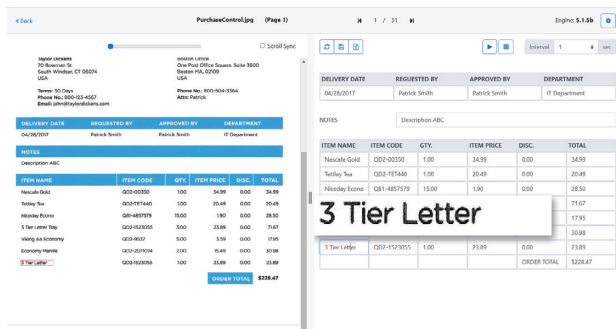 < Back
PurchaseControl.jpg (Page 1)
1 / 31
Engine: 5.1.5b
Scroll Sync
Interval 1 sec
Taylor Dickens
70 Bowman St.
South Windsor, CT 06074
USA
Terms: 30 Days
Phone No.: 800-123-4567
Email: john@taylordickens.com
Boston Office
One Post Office Square, Suite 3600
Boston MA, 02109
USA
Phone No.: 800-504-3364
Attn: Patrick
DELIVERY DATE REQUESTED BY APPROVED BY DEPARTMENT
04/28/2017 Patrick Smith Patrick Smith IT Department
NOTES
Description ABC
ITEM NAME ITEM CODE QTY. ITEM PRICE DISC. TOTAL
Nescafe Gold QD2-00350 1.00 34.99 0.00 34.99
Tetley Tea QD2-TET440 1.00 20.49 0.00 20.49
Niceday Econo Q81-4857579 15.00 1.90 0.00 28.50
3 Tier Letter Tray QD2-1523055 3.00 23.89 0.00 71.67
Viking A4 Economy QD2-9537 5.00 3.59 0.00 17.95
Economy Manilla QD2-2011074 2.00 15.49 0.00 30.98
3 Tier Letter QD2-1523055 1.00 23.89 0.00 23.89
ORDER TOTAL $228.47
DELIVERY DATE REQUESTED BY APPROVED BY DEPARTMENT
04/28/2017 Patrick Smith Patrick Smith IT Department
NOTES Description ABC
ITEM NAME ITEM CODE GTY. ITEM PRICE DISC. TOTAL
Nescafe Gold QD2-00350 1.00 34.99 0.00 34.99
Tetiley Tea QD2-TET440 1.00 20.49 0.00 20.49
Niceday Econo Q81-4857579 15.00 1.90 0.00 28.50
71.67
3 Tier Letter
17.95
30.98
3 Tier Letter QD2-1523055 1.00 23.89 0.00 23.89
ORDER TOTAL $228.47